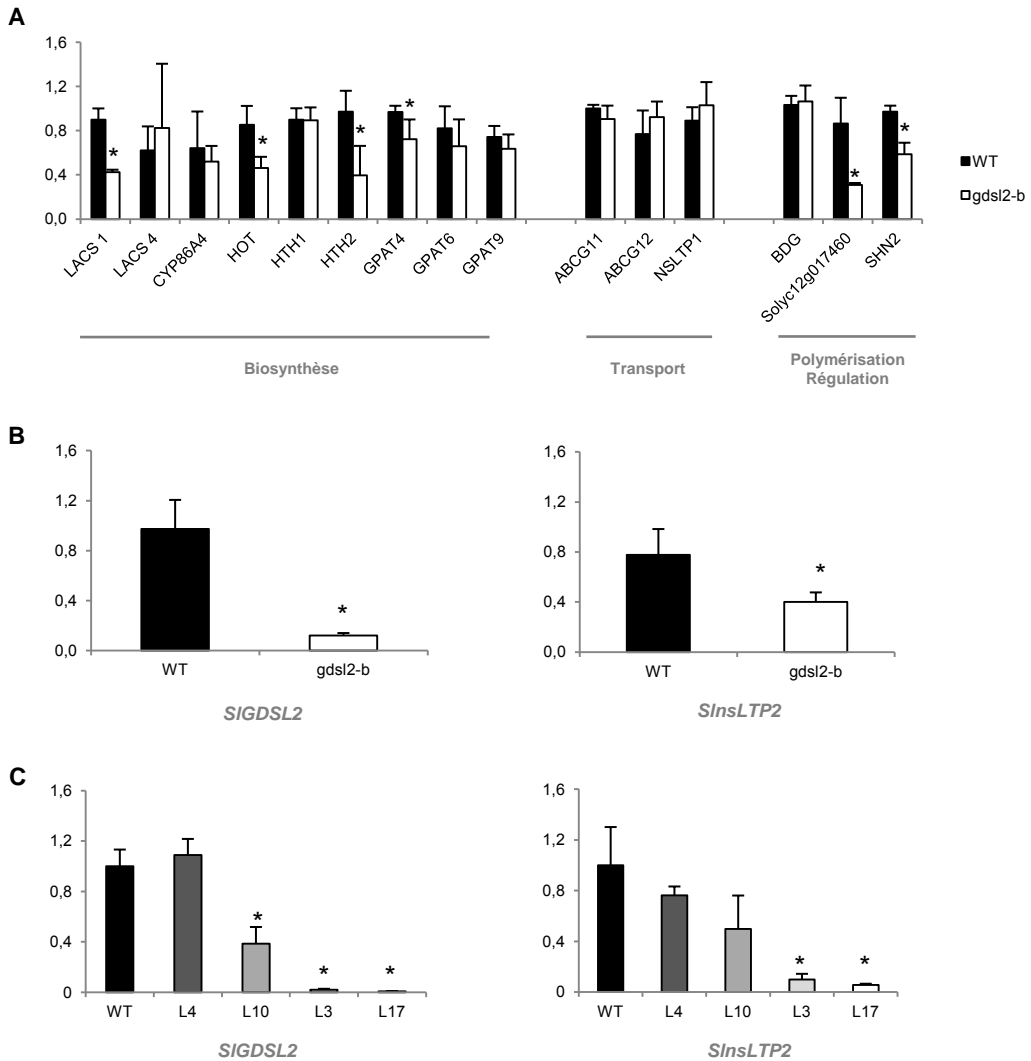 A
1,6
1,2
0,8
0,4
0,0
LACS 1
LACS 4
CYP86A4
HOT
HTH1
HTH2
GPAT4
GPAT6
GPAT9
ABCG11
ABCG12
NSLTP1
BDG
Solyc12g017460
SHN2
* * * * * *
WT
gdsl2-b
Biosynthèse
Transport
Polymérisation
Régulation
B
1,6
1,2
0,8
0,4
0,0
*
WT gdsl2-b
SlGDSL2
1,6
1,2
0,8
0,4
0,0
*
WT gdsl2-b
SlnsLTP2
C
1,6
1,2
0,8
0,4
0
* * *
WT L4 L10 L3 L17
SlGDSL2
1,6
1,2
0,8
0,4
0
* *
WT L4 L10 L3 L17
SlnsLTP2